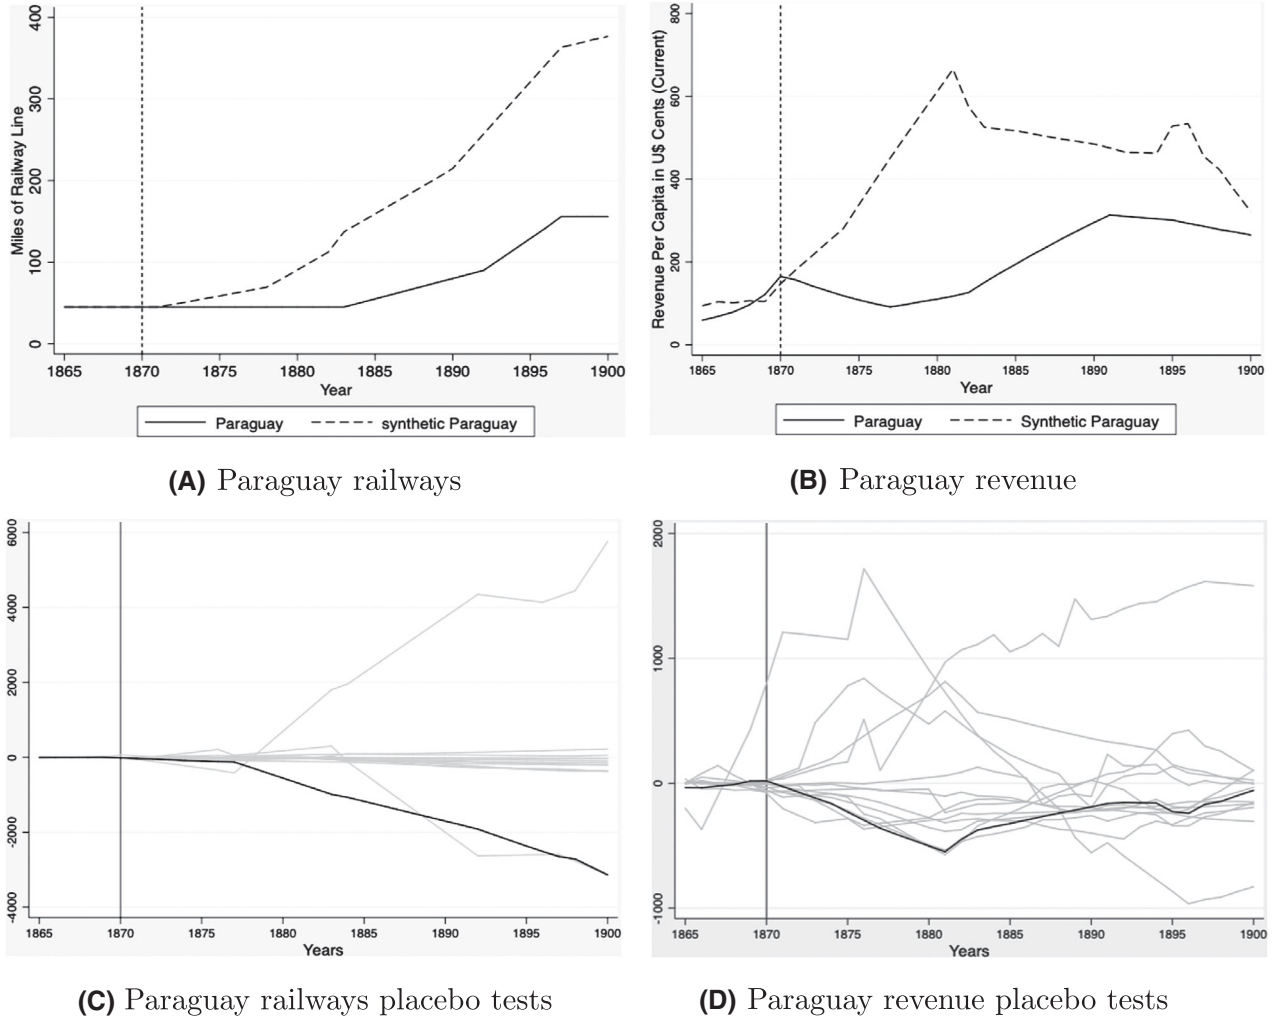 Miles of Railway Line
400
300
200
100
0
1865 1870 1875 1880 1885 1890 1895 1900
Year
Paraguay synthetic Paraguay
(A) Paraguay railways
Revenue Per Capita in U$ Cents (Current)
800
600
400
200
0
1865 1870 1875 1880 1885 1890 1895 1900
Year
Paraguay Synthetic Paraguay
(B) Paraguay revenue
6000
4000
2000
0
-2000
-4000
1865 1870 1875 1880 1885 1890 1895 1900
Years
(C) Paraguay railways placebo tests
2000
1000
0
-1000
1865 1870 1875 1880 1885 1890 1895 1900
Years
(D) Paraguay revenue placebo tests